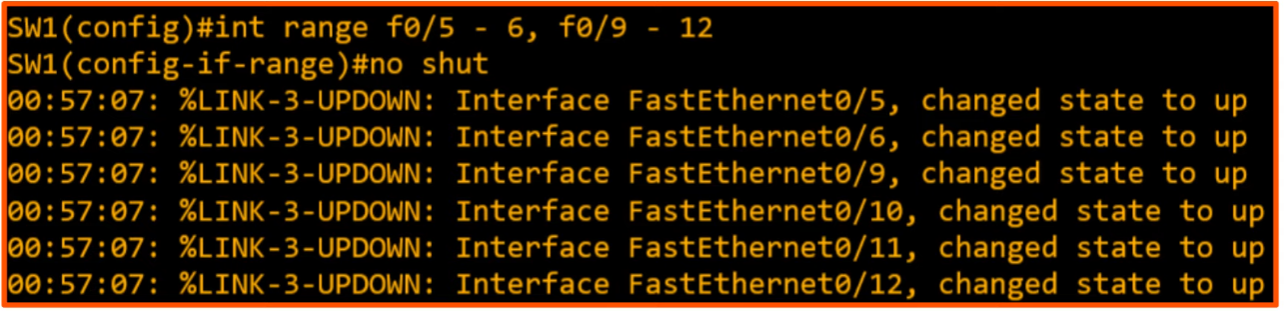 SW1(config)#int range f0/5 - 6, f0/9 - 12
SW1(config-if-range)#no shut
00:57:07: %LINK-3-UPDOWN: Interface FastEthernet0/5, changed state to up
00:57:07: %LINK-3-UPDOWN: Interface FastEthernet0/6, changed state to up
00:57:07: %LINK-3-UPDOWN: Interface FastEthernet0/9, changed state to up
00:57:07: %LINK-3-UPDOWN: Interface FastEthernet0/10, changed state to up
00:57:07: %LINK-3-UPDOWN: Interface FastEthernet0/11, changed state to up
00:57:07: %LINK-3-UPDOWN: Interface FastEthernet0/12, changed state to up